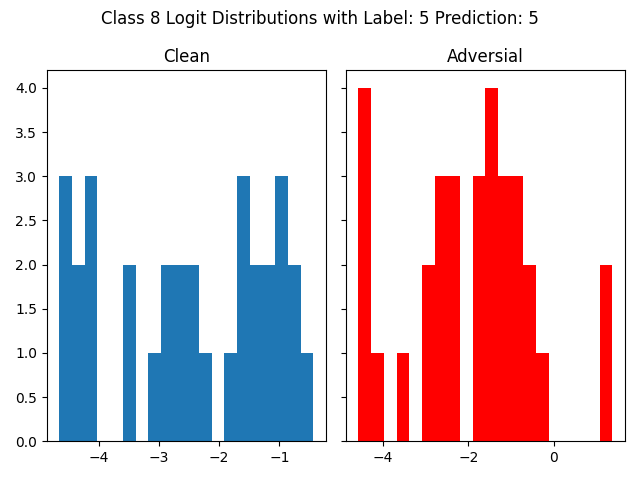 Class 8 Logit Distributions with Label: 5 Prediction: 5
Clean
Adversial
4.0
3.5
3.0
2.5
2.0
1.5
1.0
0.5
0.0
−4 −3 −2 −1
−4 −2 0